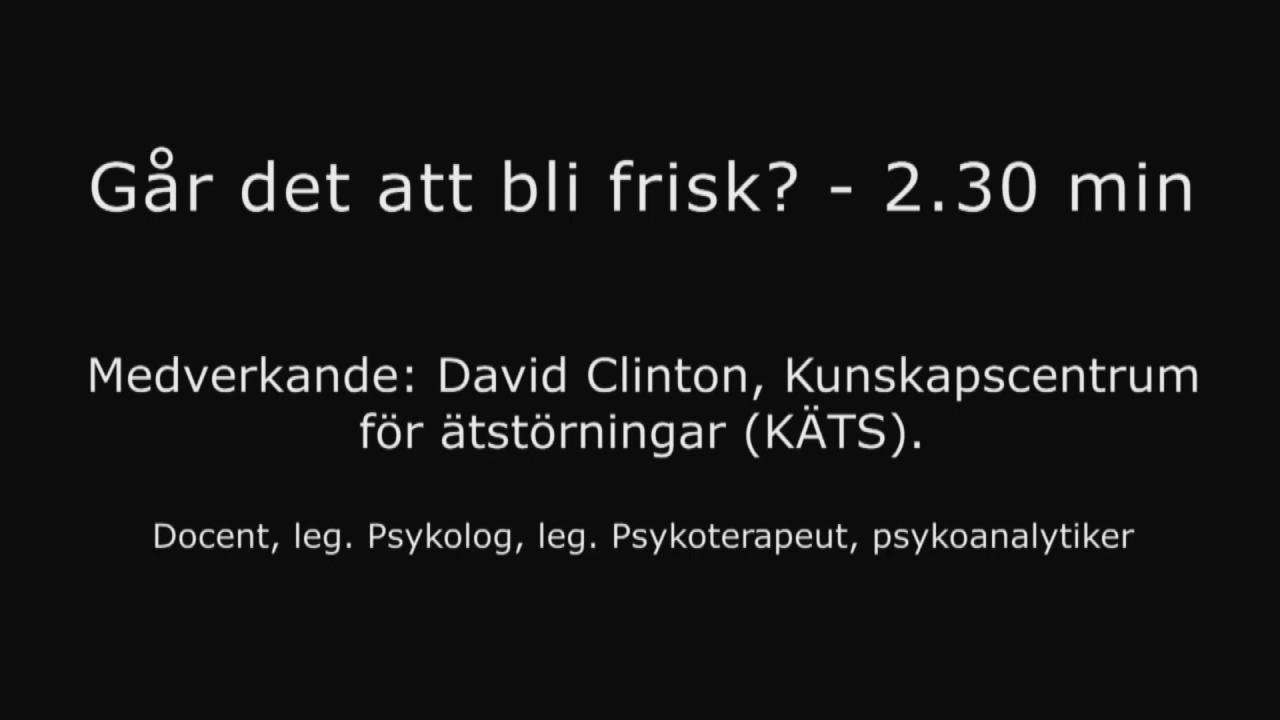 Går det att bli frisk? - 2.30 min
Medverkande: David Clinton, Kunskapscentrum
för ätstörningar (KÄTS).
Docent, leg. Psykolog, leg. Psykoterapeut, psykoanalytiker